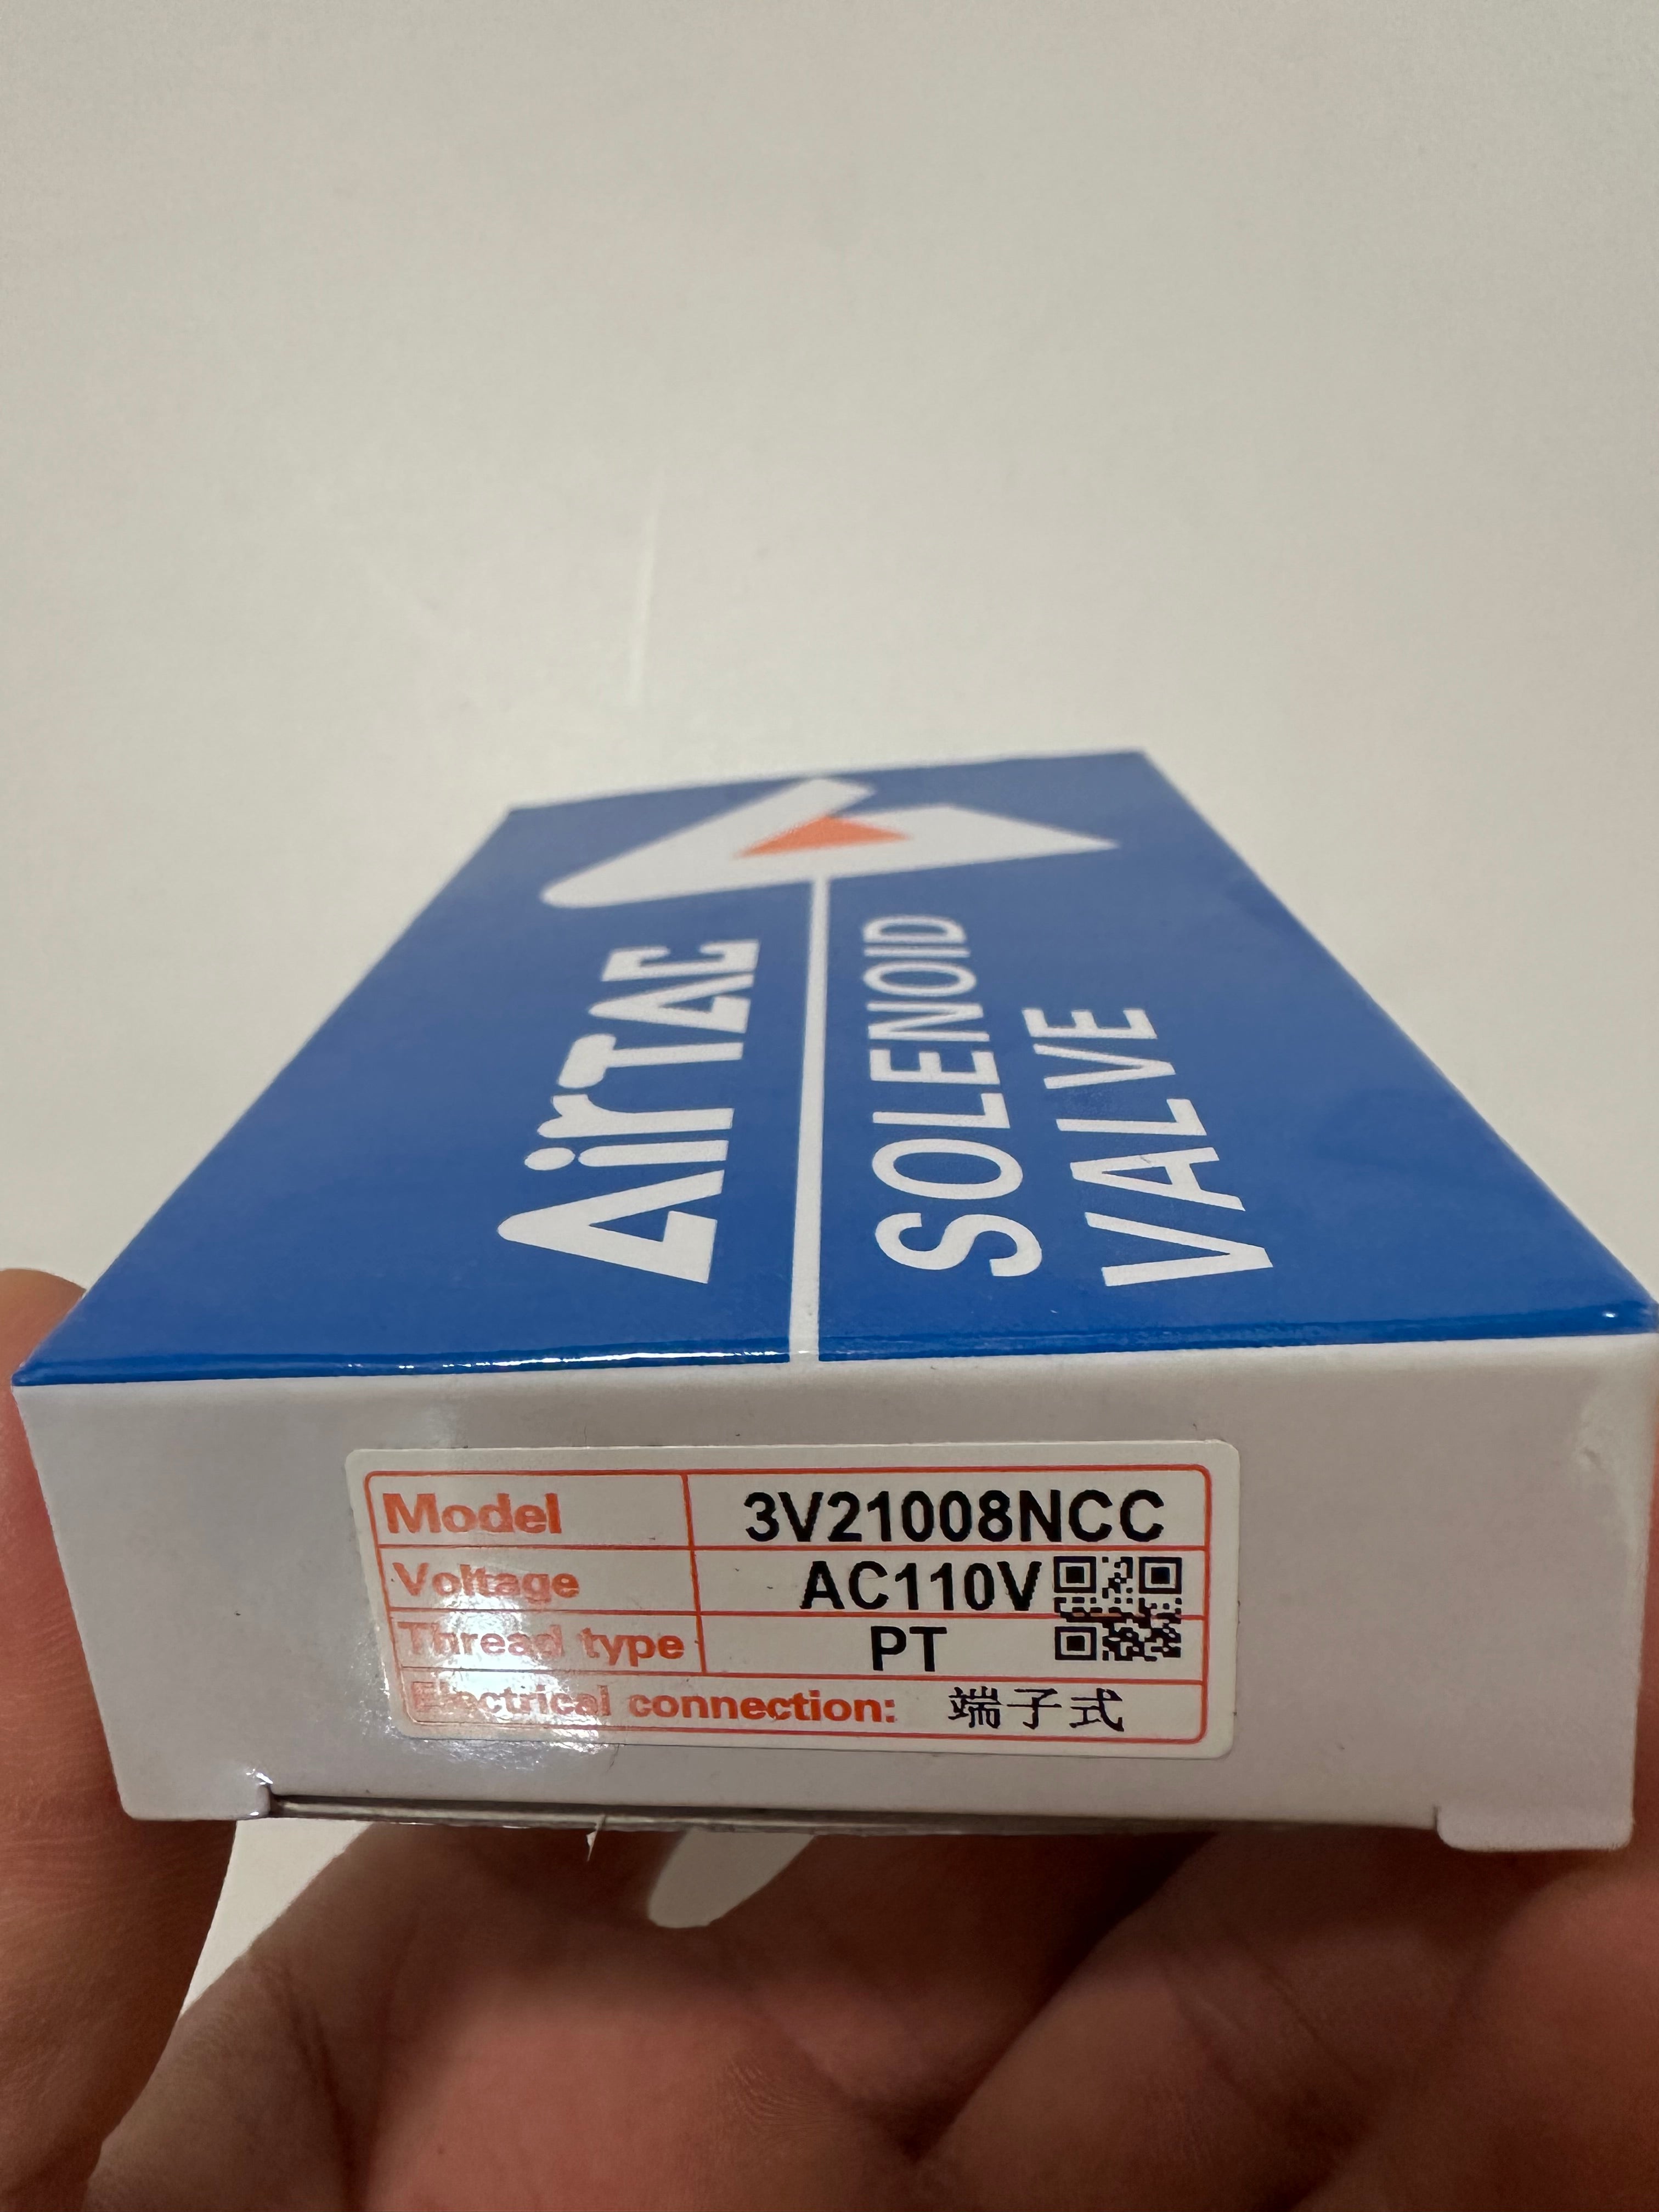 AirTAC
SOLENOID
VALVE
Model 3V21008NCC
Voltage AC110V
Thread type PT
Electrical connection: 端子式